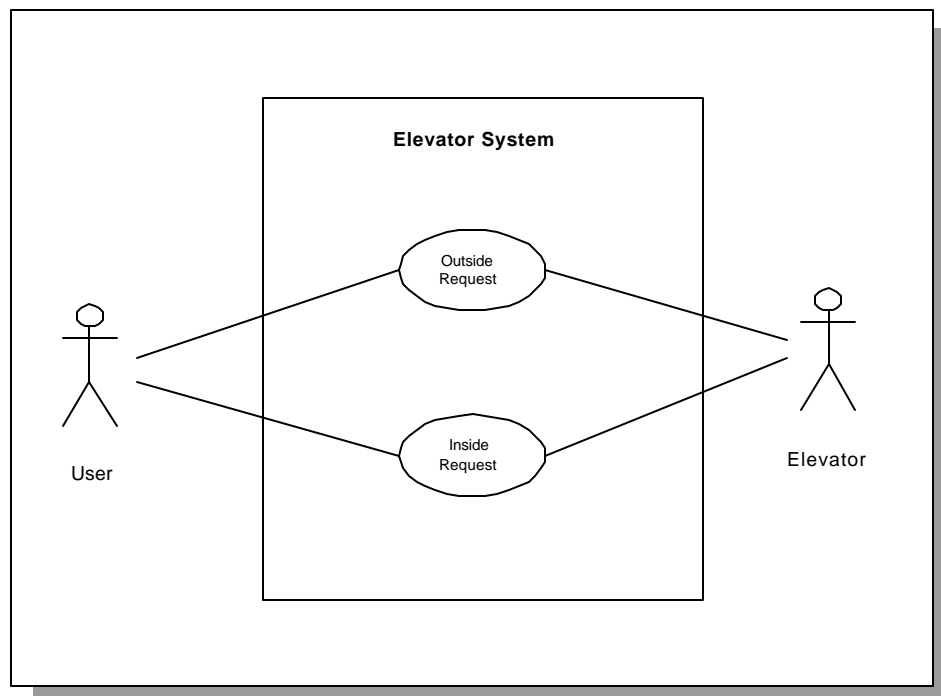 Elevator System
Outside
Request
Inside
Request
User
Elevator